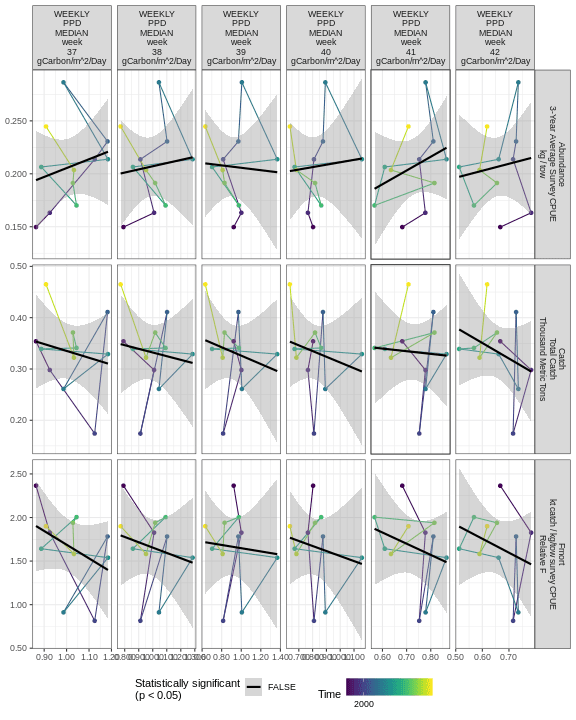 WEEKLY PPD MEDIAN week 37 gCarbon/m^2/Day
WEEKLY PPD MEDIAN week 38 gCarbon/m^2/Day
WEEKLY PPD MEDIAN week 39 gCarbon/m^2/Day
WEEKLY PPD MEDIAN week 40 gCarbon/m^2/Day
WEEKLY PPD MEDIAN week 41 gCarbon/m^2/Day
WEEKLY PPD MEDIAN week 42 gCarbon/m^2/Day
0.250
0.200
0.150
Abundance
3-Year Average Survey CPUE
kg / tow
0.50
0.40
0.30
0.20
Catch
Total Catch
Thousand Metric Tons
2.50
2.00
1.50
1.00
0.50
Fmort
kt catch / kg/tow survey CPUE
Relative F
0.90 1.00 1.10
1.00 1.20 1.40
0.60 0.70 0.80
0.50 0.60 0.70
Statistically significant
(p < 0.05)
FALSE
Time
2000